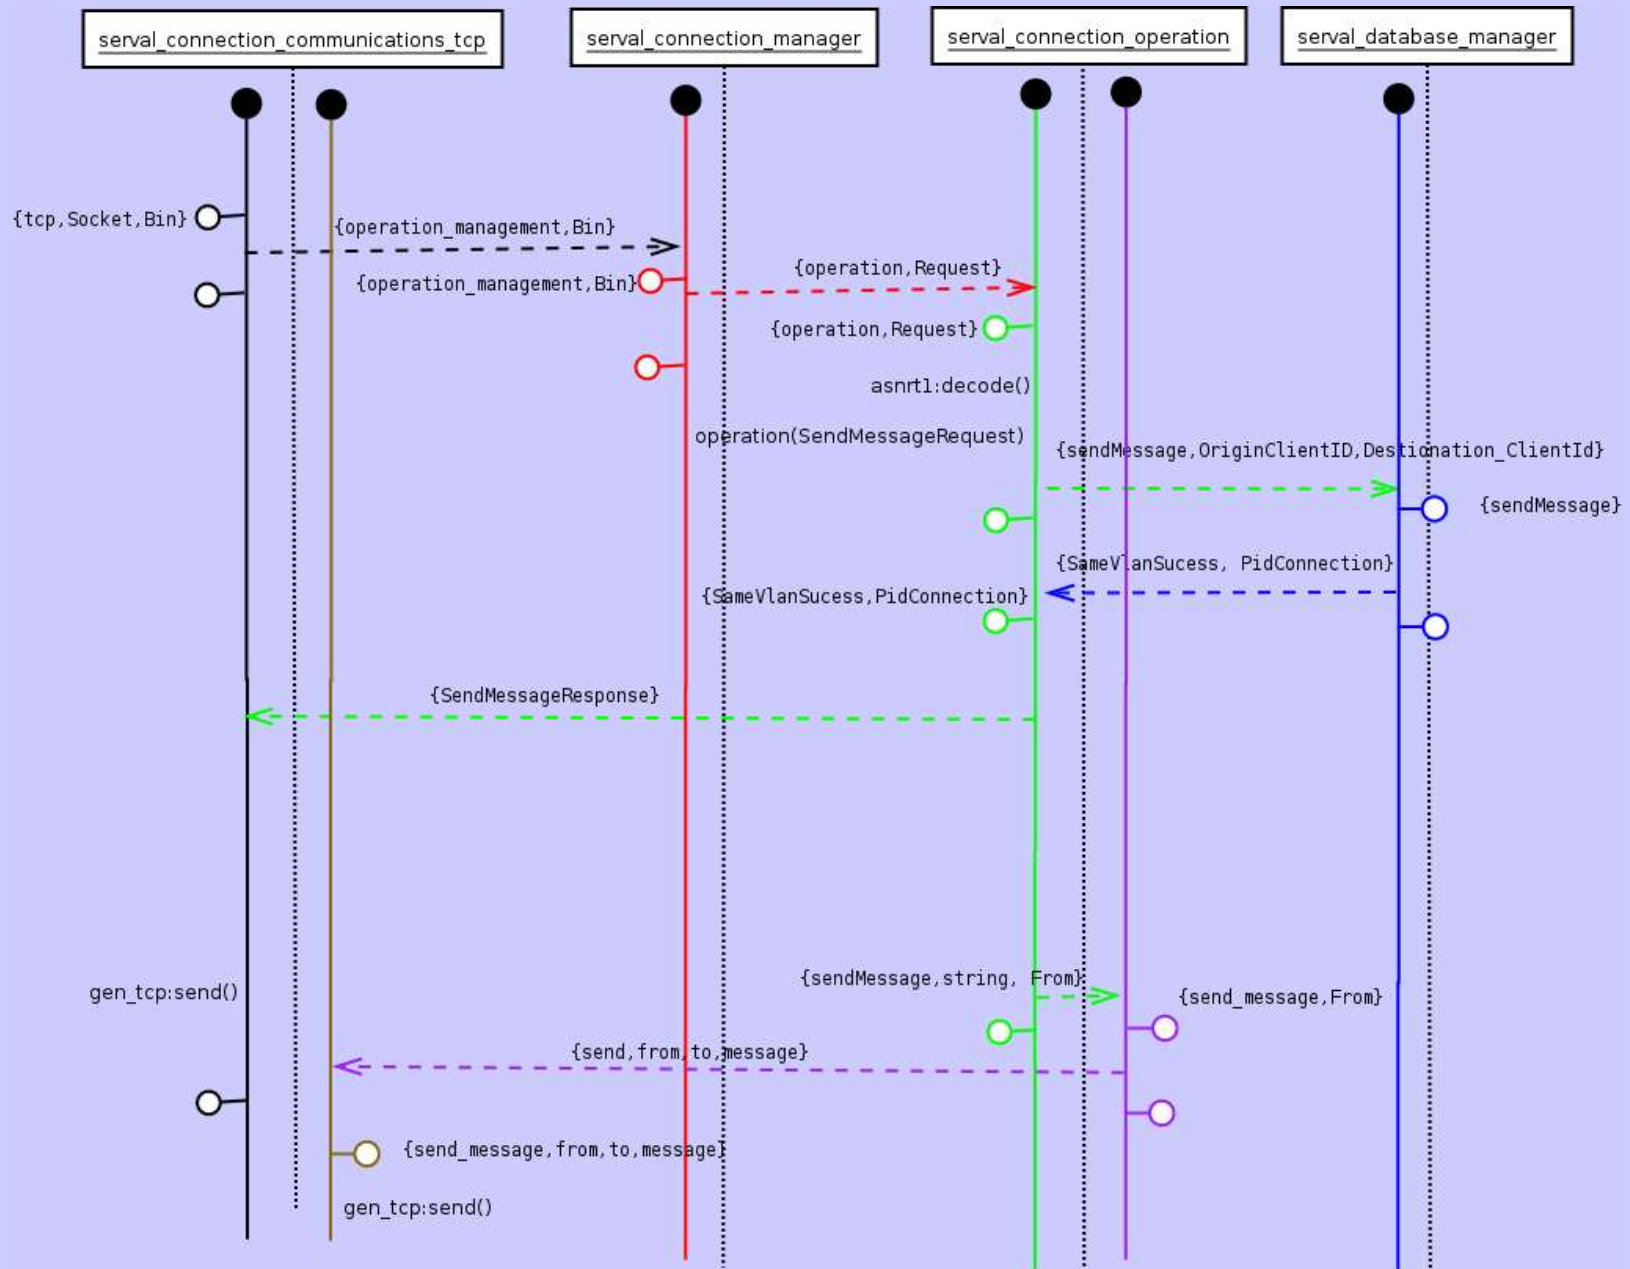 serval_connection_communications_tcp
serval_connection_manager
serval_connection_operation
serval_database_manager
{tcp,Socket,Bin}
{operation_management,Bin}
{operation,Request}
{operation_management,Bin}
{operation,Request}
asnrt1:decode()
operation(SendMessageRequest)
{sendMessage,OriginClientID,Destionation_ClientId}
{sendMessage}
{SameVlanSucess, PidConnection}
{SameVlanSucess,PidConnection}
{SendMessageResponse}
{sendMessage,string, From}
gen_tcp:send()
{send_message,From}
{send,from,to,message}
{send_message,from,to,message}
gen_tcp:send()